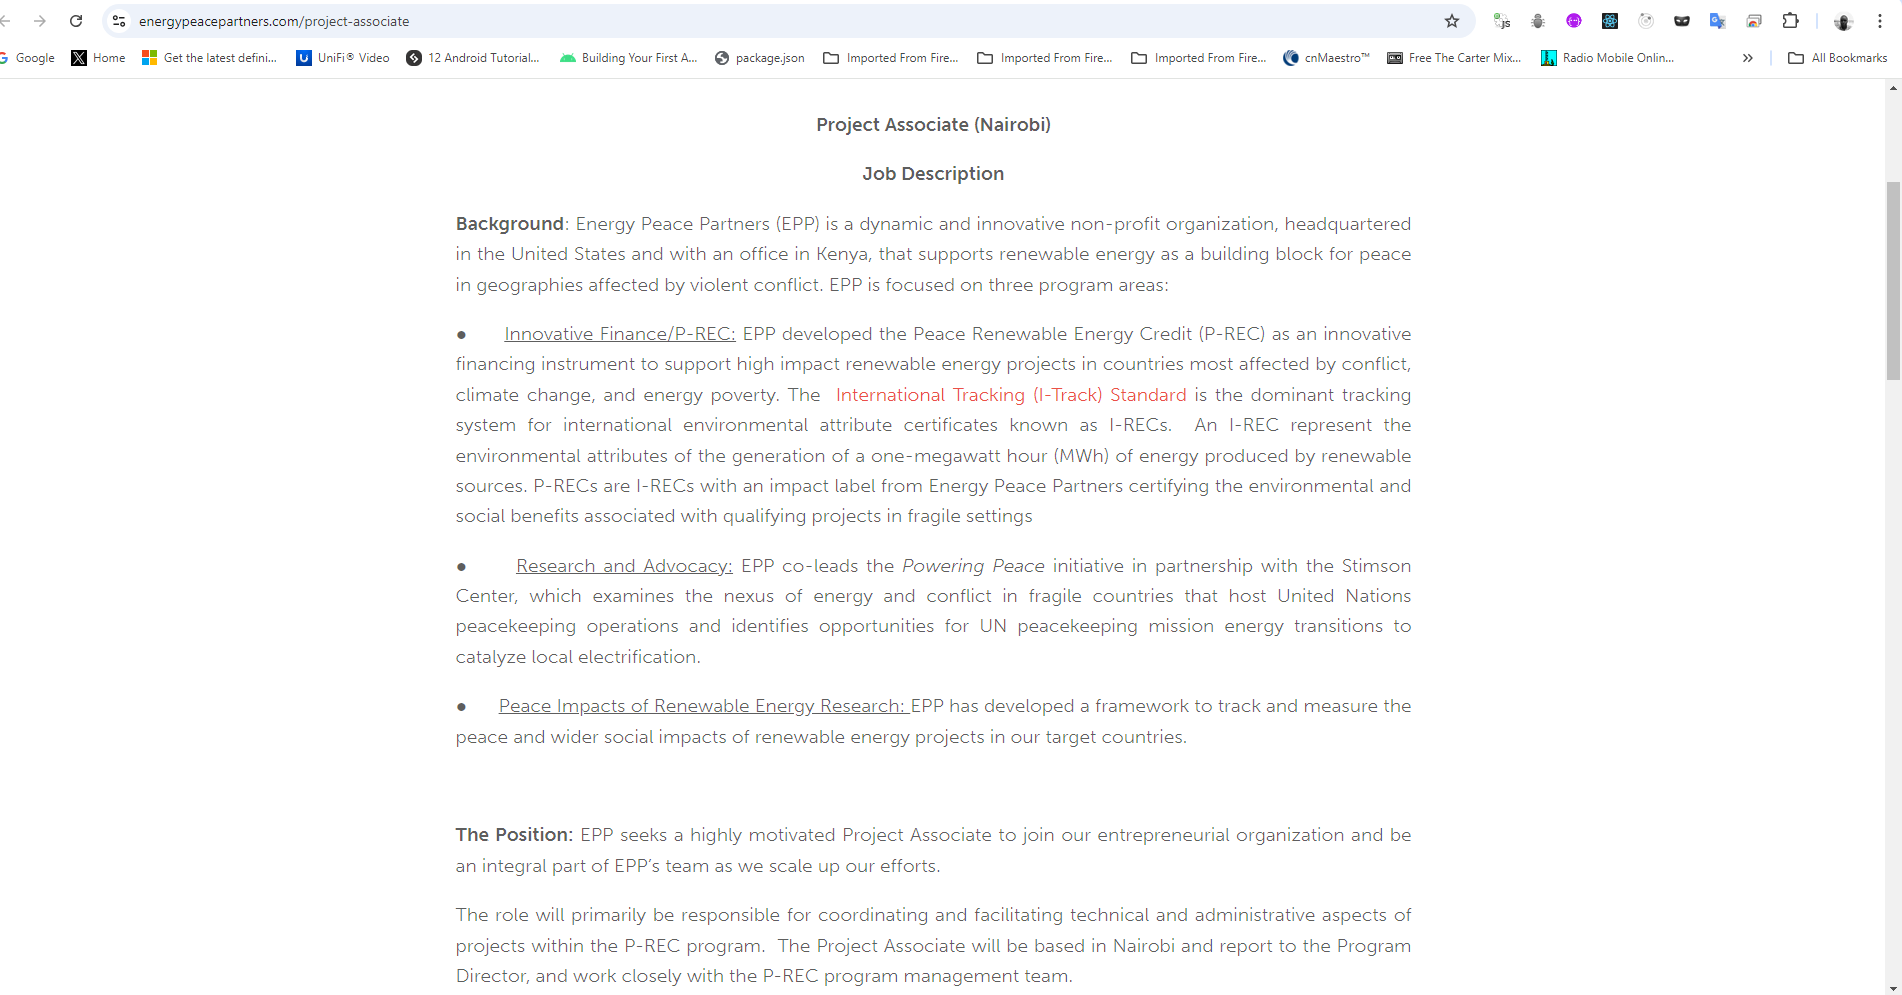 energypeacepartners.com/project-associate
Google
Home
Get the latest defini...
UniFi® Video
12 Android Tutorial...
Building Your First A...
package.json
Imported From Fire...
Imported From Fire...
Imported From Fire...
cnMaestro™
Free The Carter Mix...
Radio Mobile Onlin...
»
All Bookmarks
Project Associate (Nairobi)
Job Description
Background: Energy Peace Partners (EPP) is a dynamic and innovative non-profit organization, headquartered
in the United States and with an office in Kenya, that supports renewable energy as a building block for peace
in geographies affected by violent conflict. EPP is focused on three program areas:
● Innovative Finance/P-REC: EPP developed the Peace Renewable Energy Credit (P-REC) as an innovative
financing instrument to support high impact renewable energy projects in countries most affected by conflict,
climate change, and energy poverty. The International Tracking (I-Track) Standard is the dominant tracking
system for international environmental attribute certificates known as I-RECs. An I-REC represent the
environmental attributes of the generation of a one-megawatt hour (MWh) of energy produced by renewable
sources. P-RECs are I-RECs with an impact label from Energy Peace Partners certifying the environmental and
social benefits associated with qualifying projects in fragile settings
● Research and Advocacy: EPP co-leads the Powering Peace initiative in partnership with the Stimson
Center, which examines the nexus of energy and conflict in fragile countries that host United Nations
peacekeeping operations and identifies opportunities for UN peacekeeping mission energy transitions to
catalyze local electrification.
● Peace Impacts of Renewable Energy Research: EPP has developed a framework to track and measure the
peace and wider social impacts of renewable energy projects in our target countries.
The Position: EPP seeks a highly motivated Project Associate to join our entrepreneurial organization and be
an integral part of EPP’s team as we scale up our efforts.
The role will primarily be responsible for coordinating and facilitating technical and administrative aspects of
projects within the P-REC program. The Project Associate will be based in Nairobi and report to the Program
Director, and work closely with the P-REC program management team.